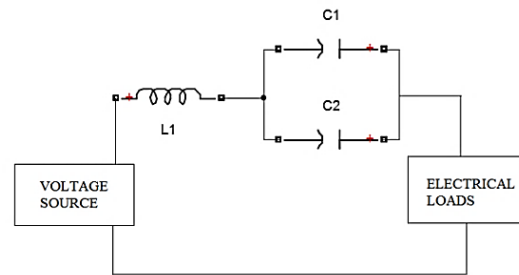 C1
C2
L1
VOLTAGE
SOURCE
ELECTRICAL
LOADS